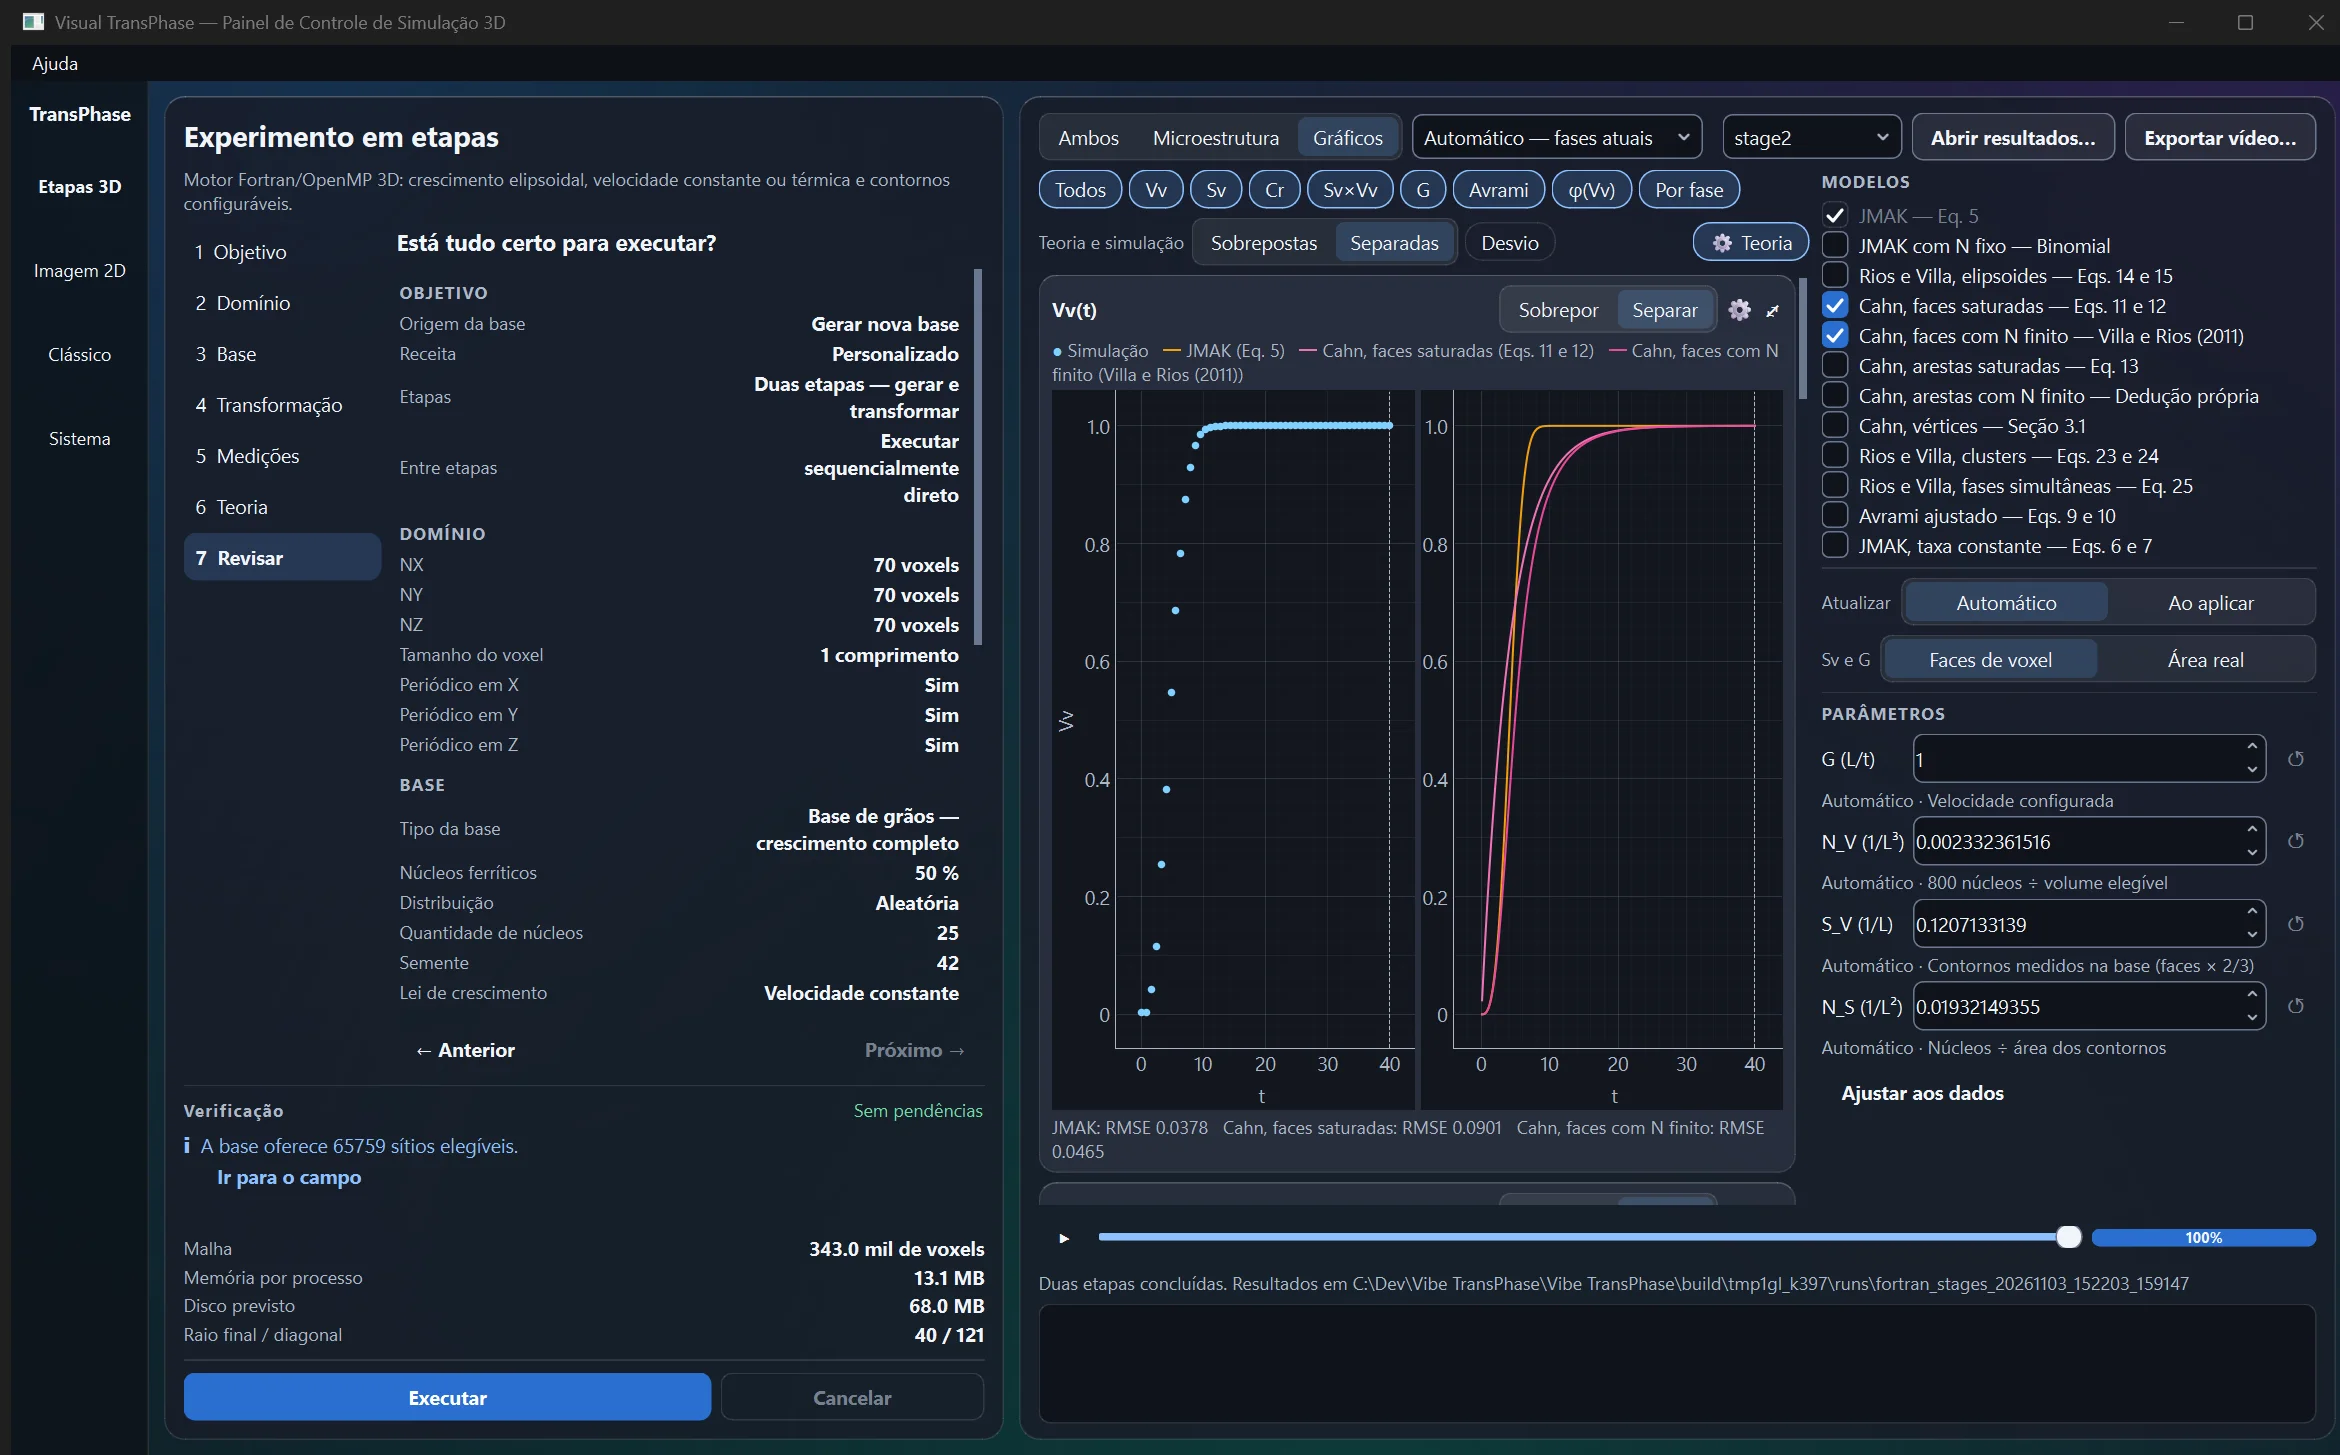 Visual TransPhase — Painel de Controle de Simulação 3D
Ajuda
TransPhase
Etapas 3D
Imagem 2D
Clássico
Sistema
Experimento em etapas
Motor Fortran/OpenMP 3D: crescimento elipsoidal, velocidade constante ou térmica e contornos
configuráveis.
1 Objetivo
2 Domínio
3 Base
4 Transformação
5 Medições
6 Teoria
7 Revisar
Está tudo certo para executar?
OBJETIVO
Origem da base Gerar nova base
Receita Personalizado
Etapas Duas etapas — gerar e
transformar
Entre etapas Executar
sequencialmente
direto
DOMÍNIO
NX 70 voxels
NY 70 voxels
NZ 70 voxels
Tamanho do voxel 1 comprimento
Periódico em X Sim
Periódico em Y Sim
Periódico em Z Sim
BASE
Tipo da base Base de grãos —
crescimento completo
Núcleos ferríticos 50 %
Distribuição Aleatória
Quantidade de núcleos 25
Semente 42
Lei de crescimento Velocidade constante
← Anterior Próximo →
Verificação Sem pendências
i A base oferece 65759 sítios elegíveis.
Ir para o campo
Malha 343.0 mil de voxels
Memória por processo 13.1 MB
Disco previsto 68.0 MB
Raio final / diagonal 40 / 121
Executar Cancelar
Ambos Microestrutura Gráficos Automático — fases atuais stage2 Abrir resultados... Exportar vídeo...
Todos Vv Sv Cr Sv×Vv G Avrami φ(Vv) Por fase
Teoria e simulação Sobrepostas Separadas Desvio Teoria
Vv(t) Sobrepor Separar
Simulação JMAK (Eq. 5) Cahn, faces saturadas (Eqs. 11 e 12) Cahn, faces com N
finito (Villa e Rios (2011))
1.0
0.8
0.6
0.4
0.2
0
Vv
0 10 20 30 40
t
1.0
0.8
0.6
0.4
0.2
0
0 10 20 30 40
t
JMAK: RMSE 0.0378 Cahn, faces saturadas: RMSE 0.0901 Cahn, faces com N finito: RMSE
0.0465
MODELOS
JMAK — Eq. 5
JMAK com N fixo — Binomial
Rios e Villa, elipsoides — Eqs. 14 e 15
Cahn, faces saturadas — Eqs. 11 e 12
Cahn, faces com N finito — Villa e Rios (2011)
Cahn, arestas saturadas — Eq. 13
Cahn, arestas com N finito — Dedução própria
Cahn, vértices — Seção 3.1
Rios e Villa, clusters — Eqs. 23 e 24
Rios e Villa, fases simultâneas — Eq. 25
Avrami ajustado — Eqs. 9 e 10
JMAK, taxa constante — Eqs. 6 e 7
Atualizar Automático Ao aplicar
Sv e G Faces de voxel Área real
PARÂMETROS
G (L/t) 1
Automático · Velocidade configurada
N_V (1/L³) 0.002332361516
Automático · 800 núcleos ÷ volume elegível
S_V (1/L) 0.1207133139
Automático · Contornos medidos na base (faces × 2/3)
N_S (1/L²) 0.01932149355
Automático · Núcleos ÷ área dos contornos
Ajustar aos dados
100%
Duas etapas concluídas. Resultados em C:\Dev\Vibe TransPhase\Vibe TransPhase\build\tmp1gl_k397\runs\fortran_stages_20261103_152203_159147